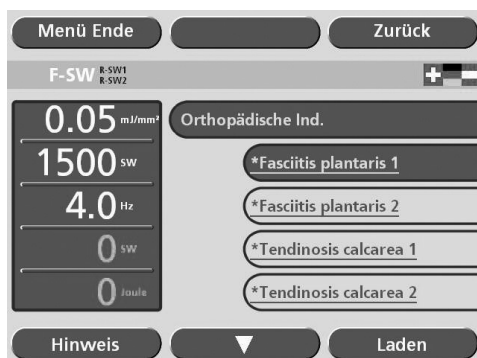 Menü Ende
Zurück
F-SW R-SW1
R-SW2
0.05 mJ/mm²
1500 SW
4.0 Hz
0 SW
0 Joule
Orthopädische Ind.
*Fasciitis plantaris 1
*Fasciitis plantaris 2
*Tendinosis calcarea 1
*Tendinosis calcarea 2
Hinweis
Laden